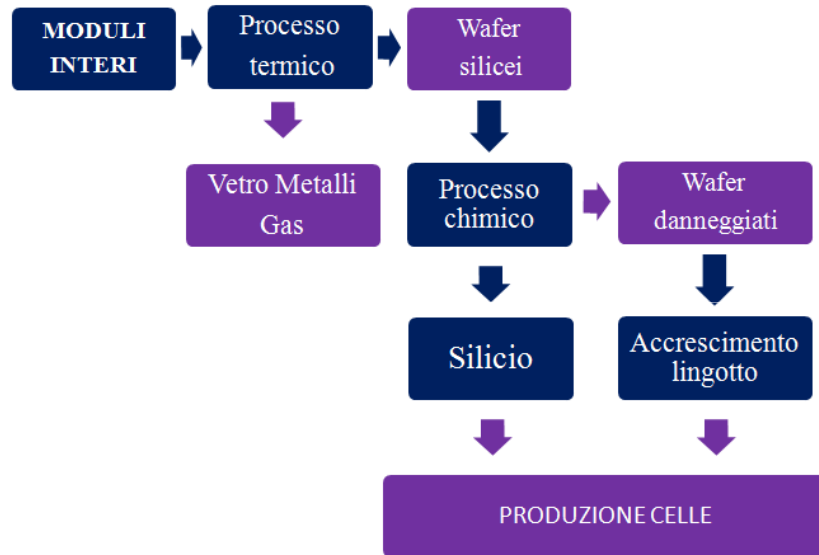 MODULI
INTERI
Processo
termico
Wafer
silicei
Vetro Metalli
Gas
Processo
chimico
Wafer
danneggiati
Silicio
Accrescimento
lingotto
PRODUZIONE CELLE